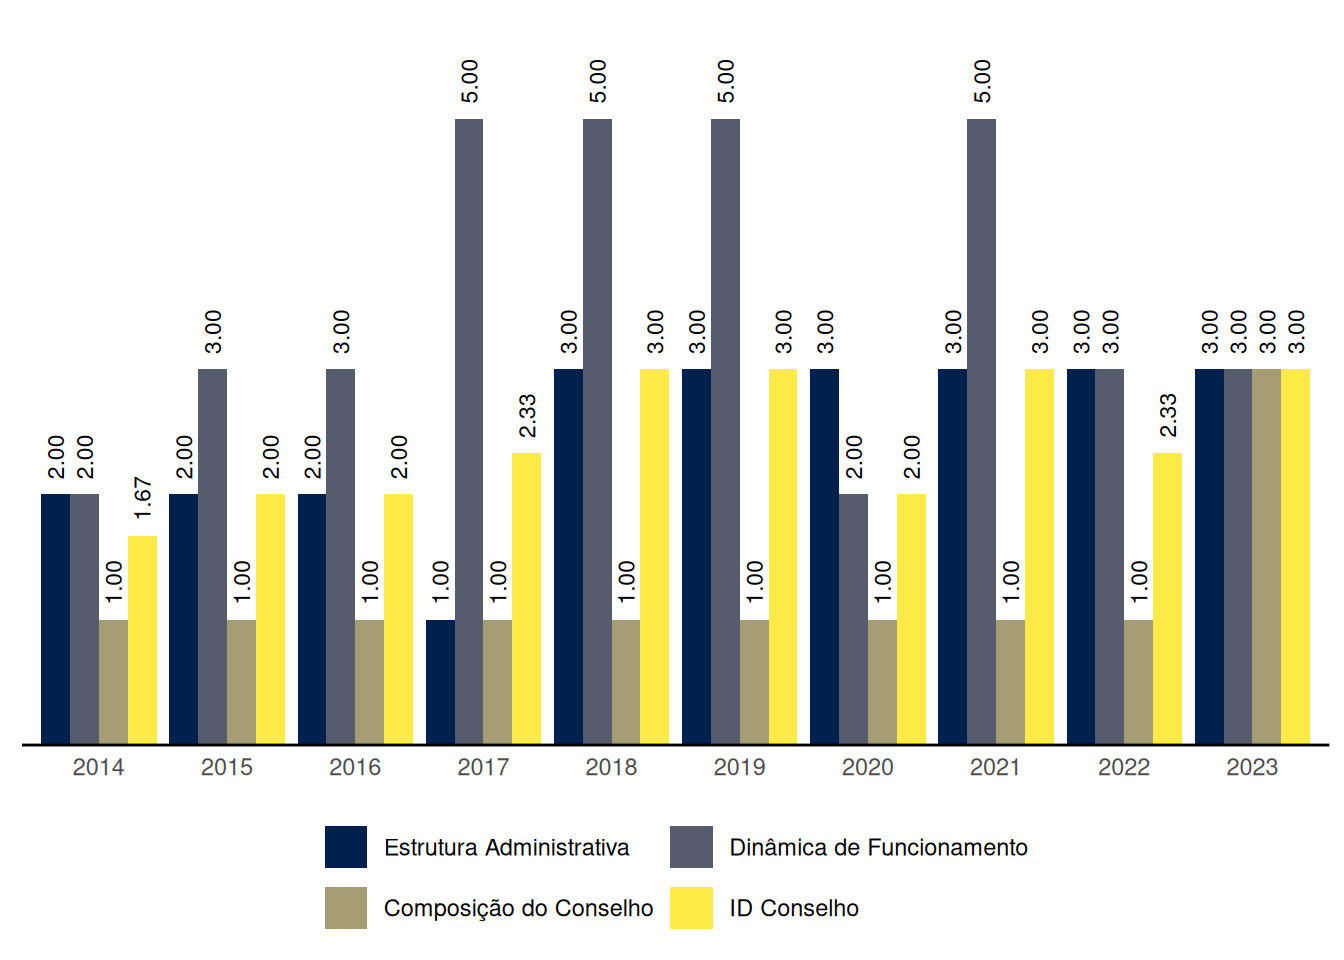 5.00 5.00 5.00 5.00
3.00 3.00 3.00 3.00 3.00 3.00 3.00 3.00 3.00 3.00 3.00 3.00 3.00 3.00 3.00
2.33 2.33
2.00 2.00 2.00 2.00 2.00 2.00 2.00 2.00
1.67
1.00 1.00 1.00 1.00 1.00 1.00 1.00 1.00 1.00 1.00
2014 2015 2016 2017 2018 2019 2020 2021 2022 2023
Estrutura Administrativa Dinâmica de Funcionamento
Composição do Conselho ID Conselho